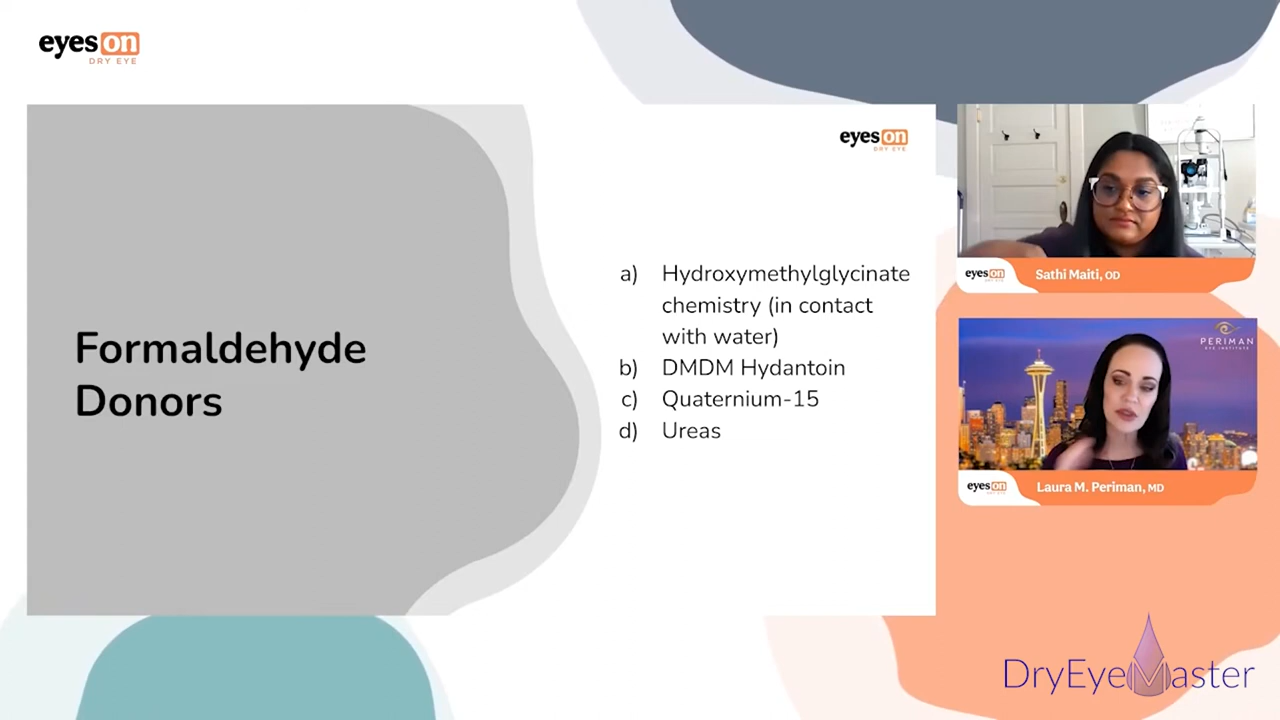 eyes on
DRY EYE
eyes on
DRY EYE
Formaldehyde
Donors
a) Hydroxymethylglycinate
chemistry (in contact
with water)
b) DMDM Hydantoin
c) Quaternium-15
d) Ureas
eyes on
DRY EYE
Sathi Maiti, OD
PERIMAN
EYE INSTITUTE
eyes on
DRY EYE
Laura M. Periman, MD
DryEyeMaster